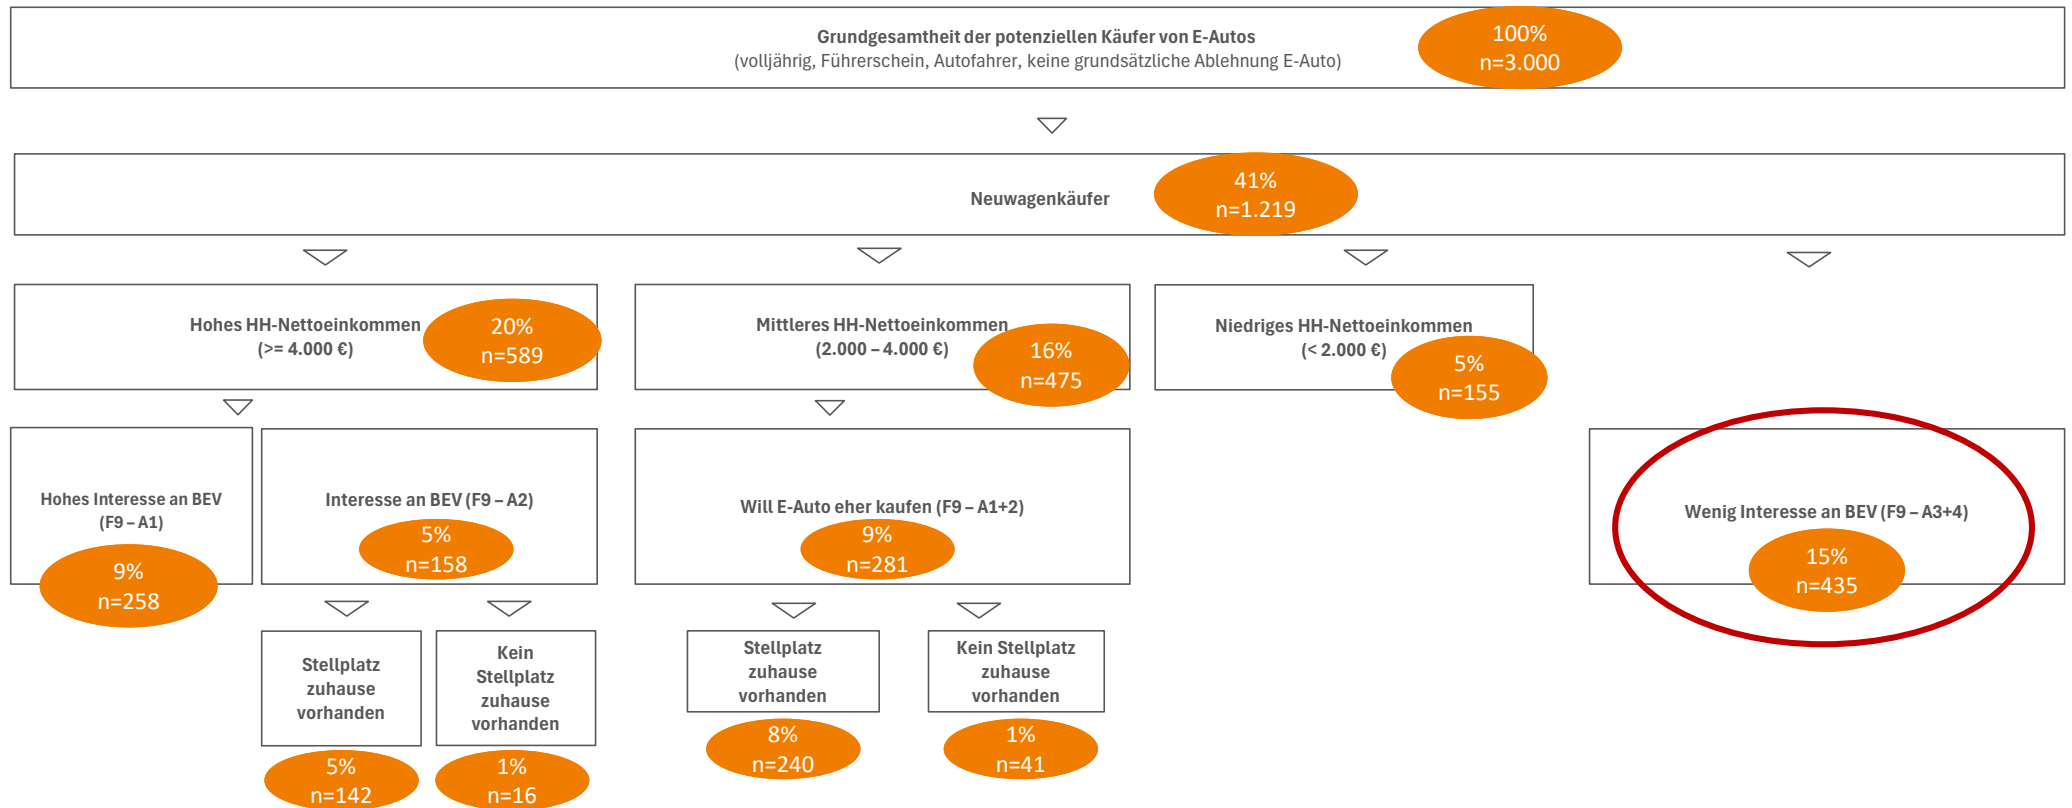 Grundgesamtheit der potenziellen Käufer von E-Autos
(volljährig, Führerschein, Autofahrer, keine grundsätzliche Ablehnung E-Auto)
100%
n=3.000
Neuwagenkäufer
41%
n=1.219
Hohes HH-Nettoeinkommen
(>= 4.000 €)
20%
n=589
Mittleres HH-Nettoeinkommen
(2.000 – 4.000 €)
16%
n=475
Niedriges HH-Nettoeinkommen
(< 2.000 €)
5%
n=155
Hohes Interesse an BEV
(F9 – A1)
9%
n=258
Interesse an BEV (F9 – A2)
5%
n=158
Will E-Auto eher kaufen (F9 – A1+2)
9%
n=281
Wenig Interesse an BEV (F9 – A3+4)
15%
n=435
Stellplatz
zuhause
vorhanden
5%
n=142
Kein
Stellplatz
zuhause
vorhanden
1%
n=16
Stellplatz
zuhause
vorhanden
8%
n=240
Kein Stellplatz
zuhause
vorhanden
1%
n=41